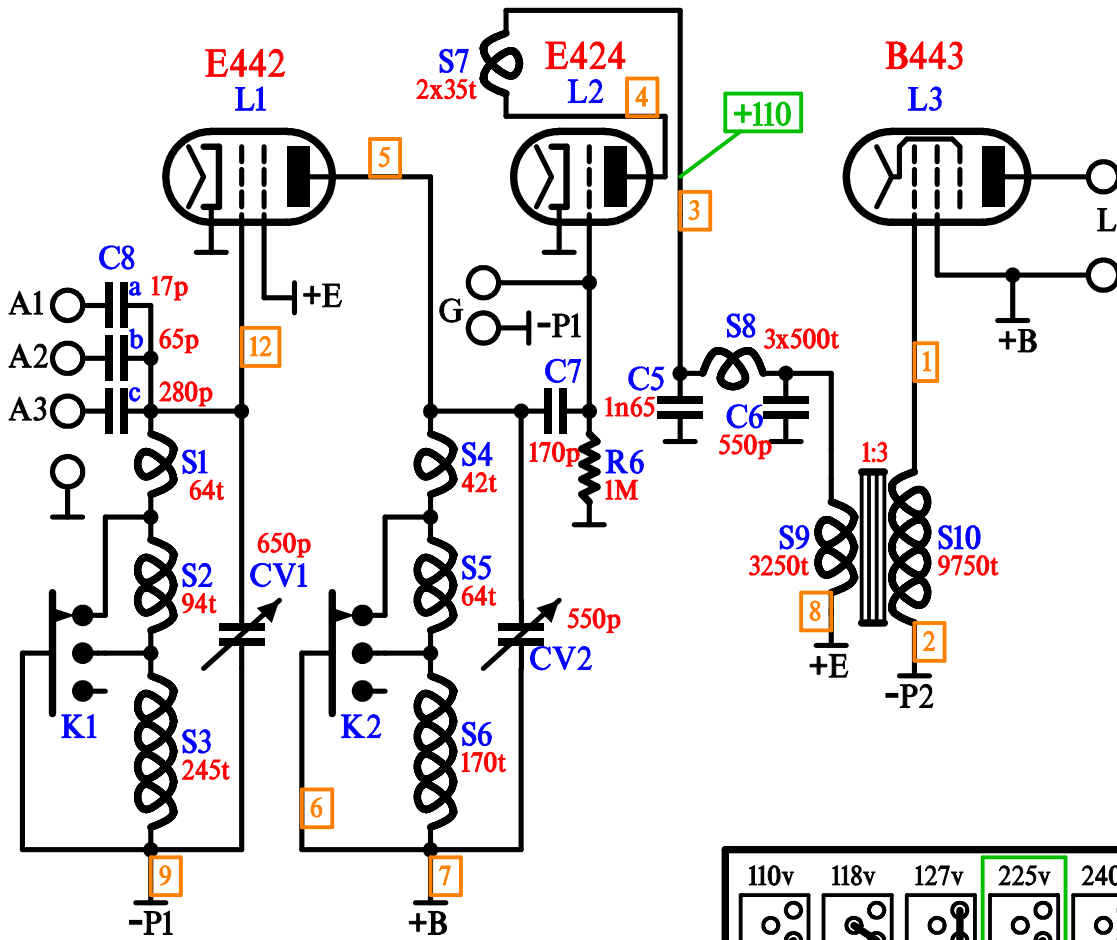 E442
L1
S7
2x35t
E424
L2
4
B443
L3
+110
5
3
C8
a 17p
A1
b 65p
A2
c 280p
A3
+E
12
G
-P1
L
+B
S8 3x500t
C7
C5
1n65
C6
550p
1
170p
R6
1M
1:3
S1
64t
S4
42t
S2
94t
650p
CV1
S5
64t
550p
CV2
S9
3250t
S10
9750t
8
+E
2
-P2
K1
S3
245t
K2
S6
170t
6
9
-P1
7
+B
110v 118v 127v 225v 240